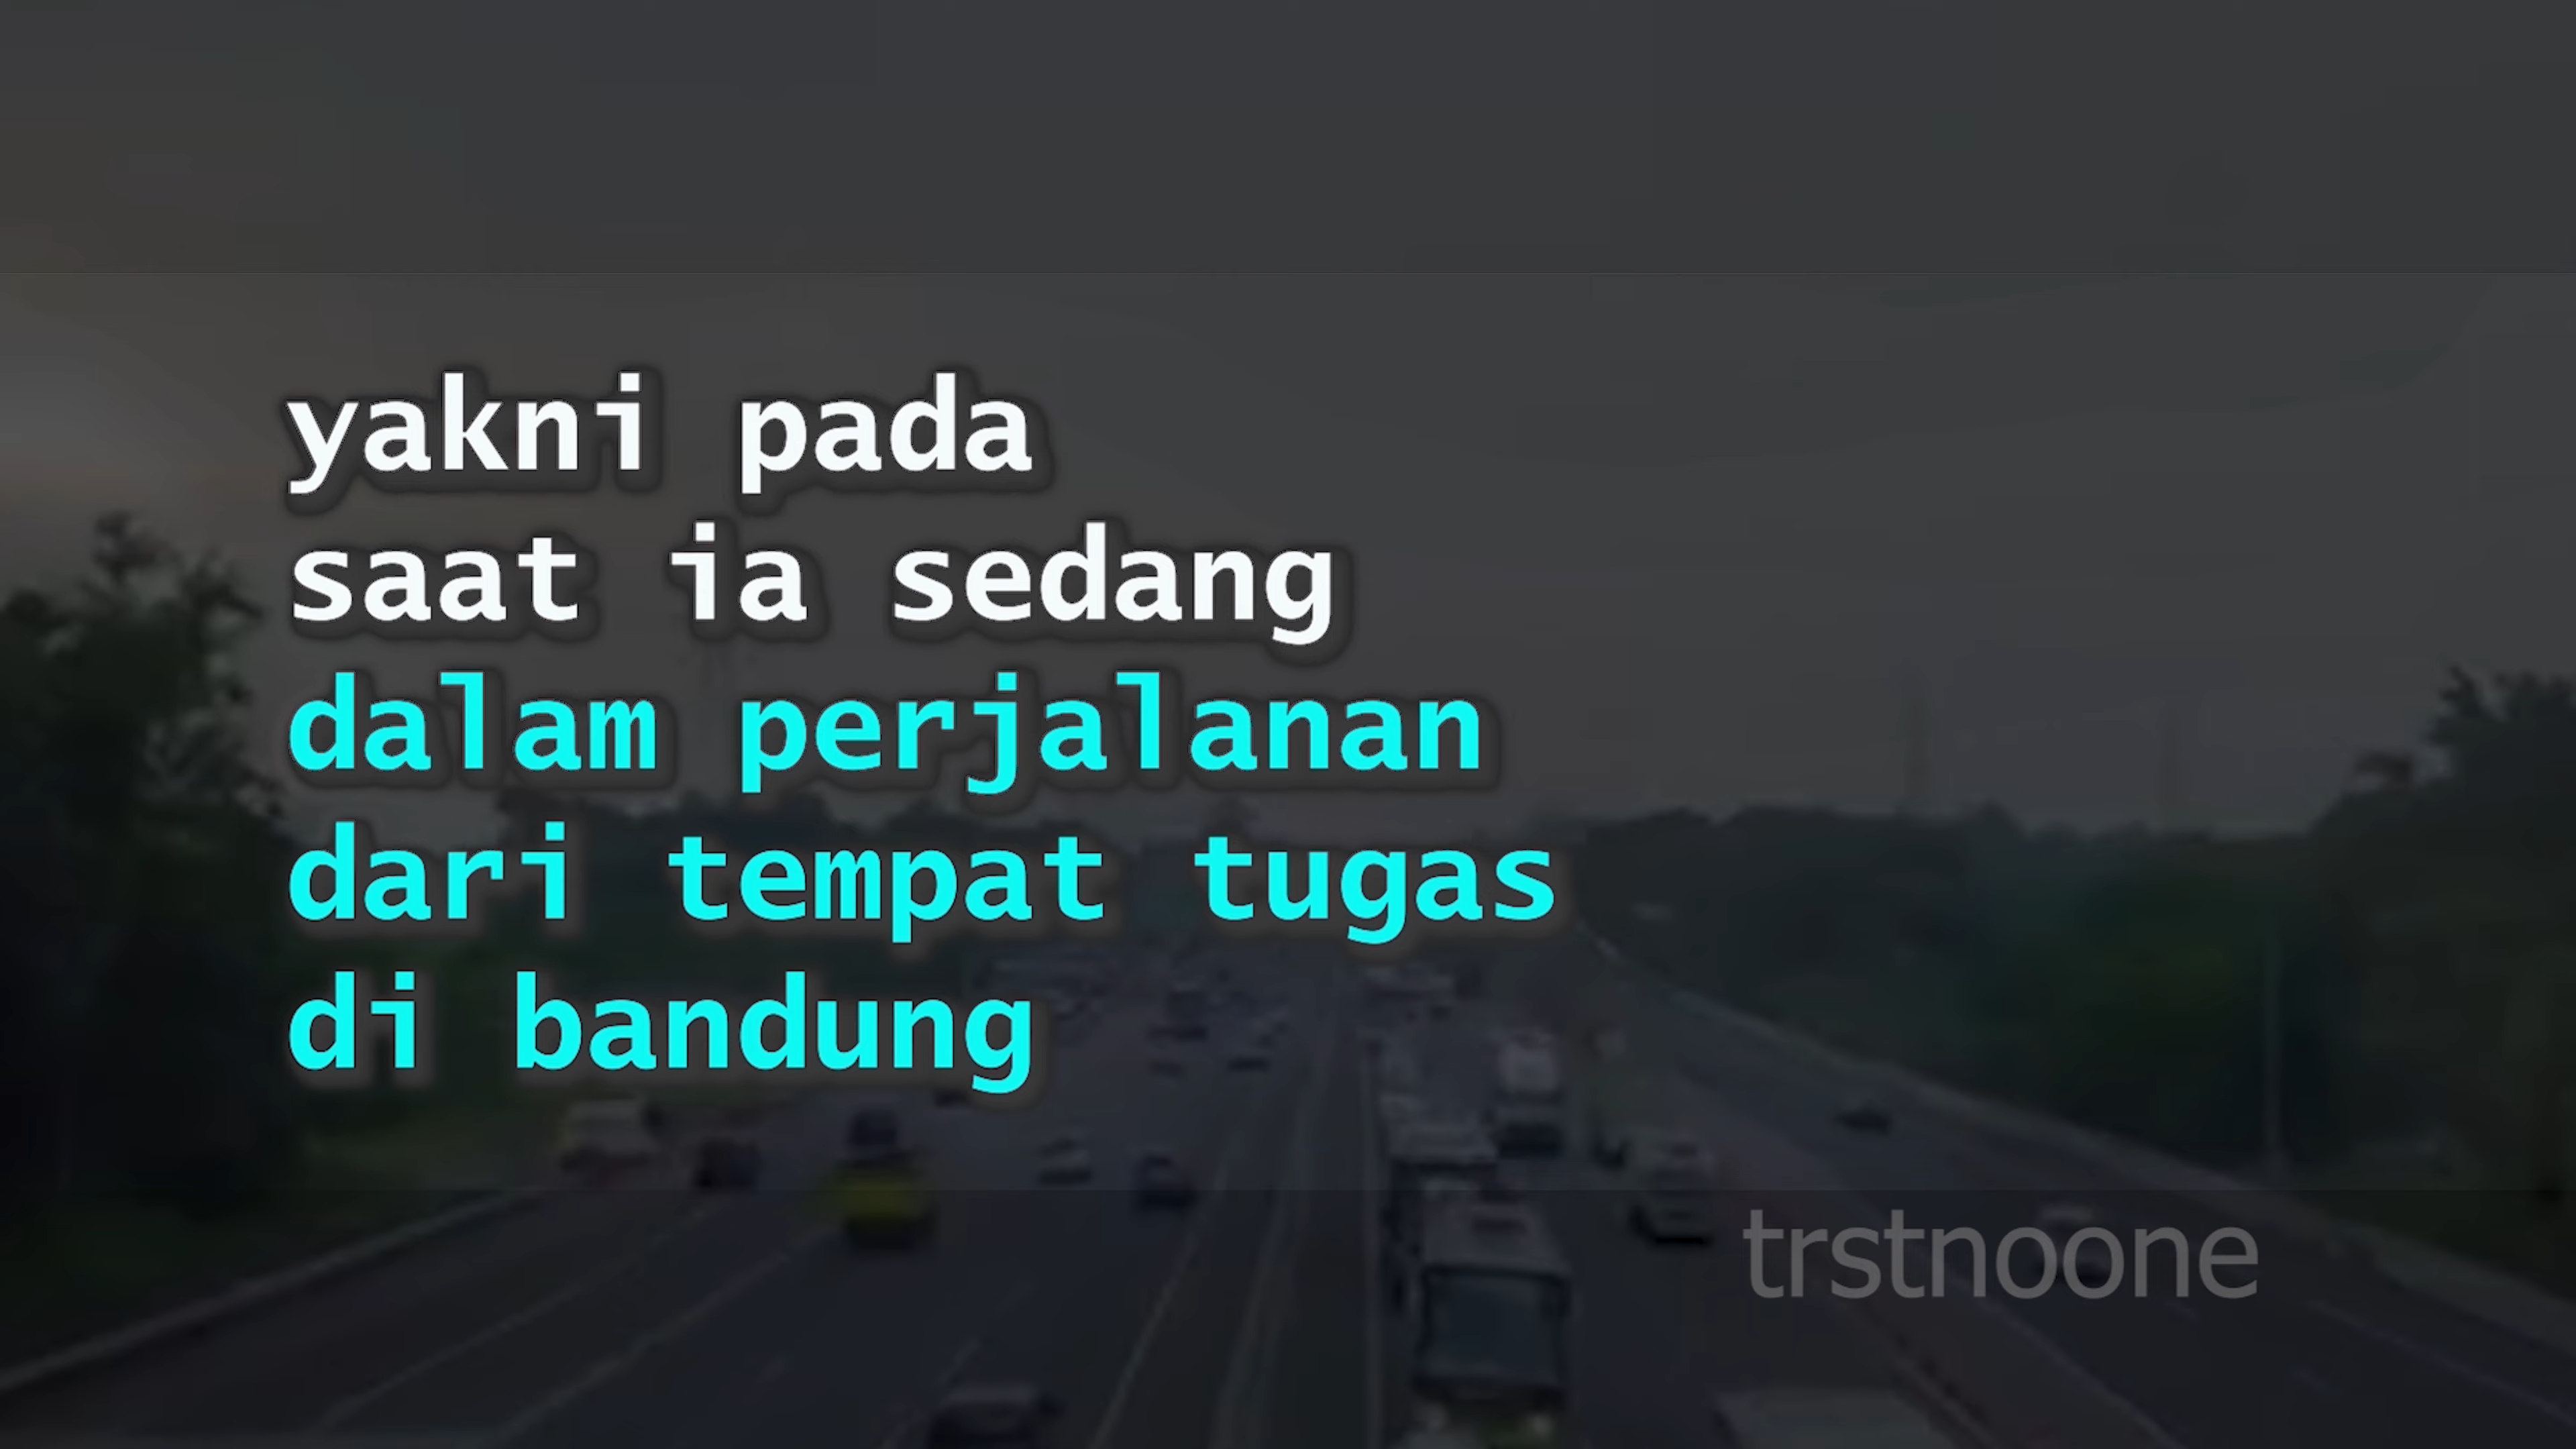 yakni pada
saat ia sedang
dalam perjalanan
dari tempat tugas
di bandung
trstnoone